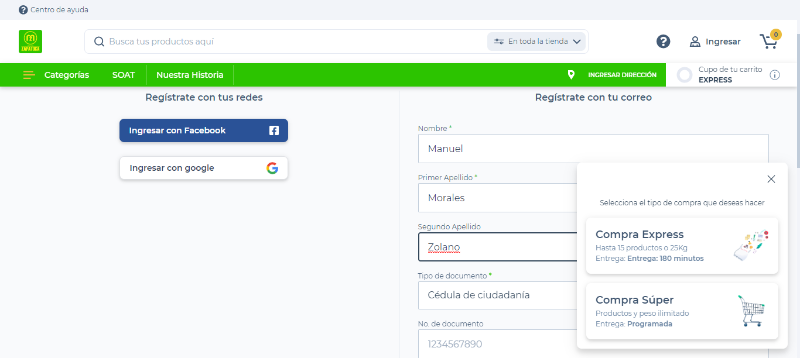 Centro de ayuda
Busca tus productos aquí
En toda la tienda
Ingresar
0
Categorías
SOAT
Nuestra Historia
INGRESAR DIRECCIÓN
Cupo de tu carrito
EXPRESS
Regístrate con tus redes
Ingresar con Facebook
Ingresar con google
Regístrate con tu correo
Nombre *
Manuel
Primer Apellido *
Morales
Segundo Apellido
Zolano
Tipo de documento *
Cédula de ciudadanía
No. de documento
1234567890
Selecciona el tipo de compra que deseas hacer
Compra Express
Hasta 15 productos o 25Kg
Entrega: Entrega: 180 minutos
Compra Súper
Productos y peso ilimitado
Entrega: Programada